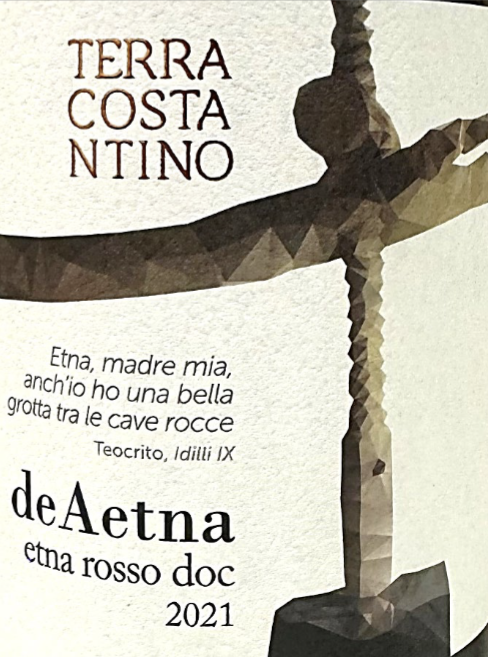 TERRA
COSTA
NTINO
Etna, madre mia,
anch'io ho una bella
grotta tra le cave rocce
Teocrito, Idilli IX
deAetna
etna rosso doc
2021